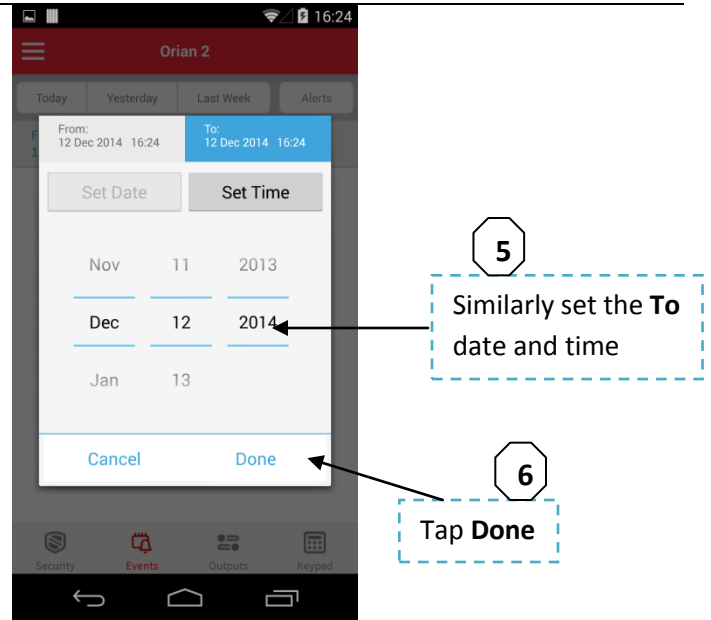 16:24
Orian 2
Today Yesterday Last Week Alerts
From: To:
12 Dec 2014 16:24 12 Dec 2014 16:24
Set Date Set Time
Nov 11 2013
Dec 12 2014
Jan 13
Cancel Done
Security Events Outputs Keypad
5
Similarly set the To
date and time
6
Tap Done